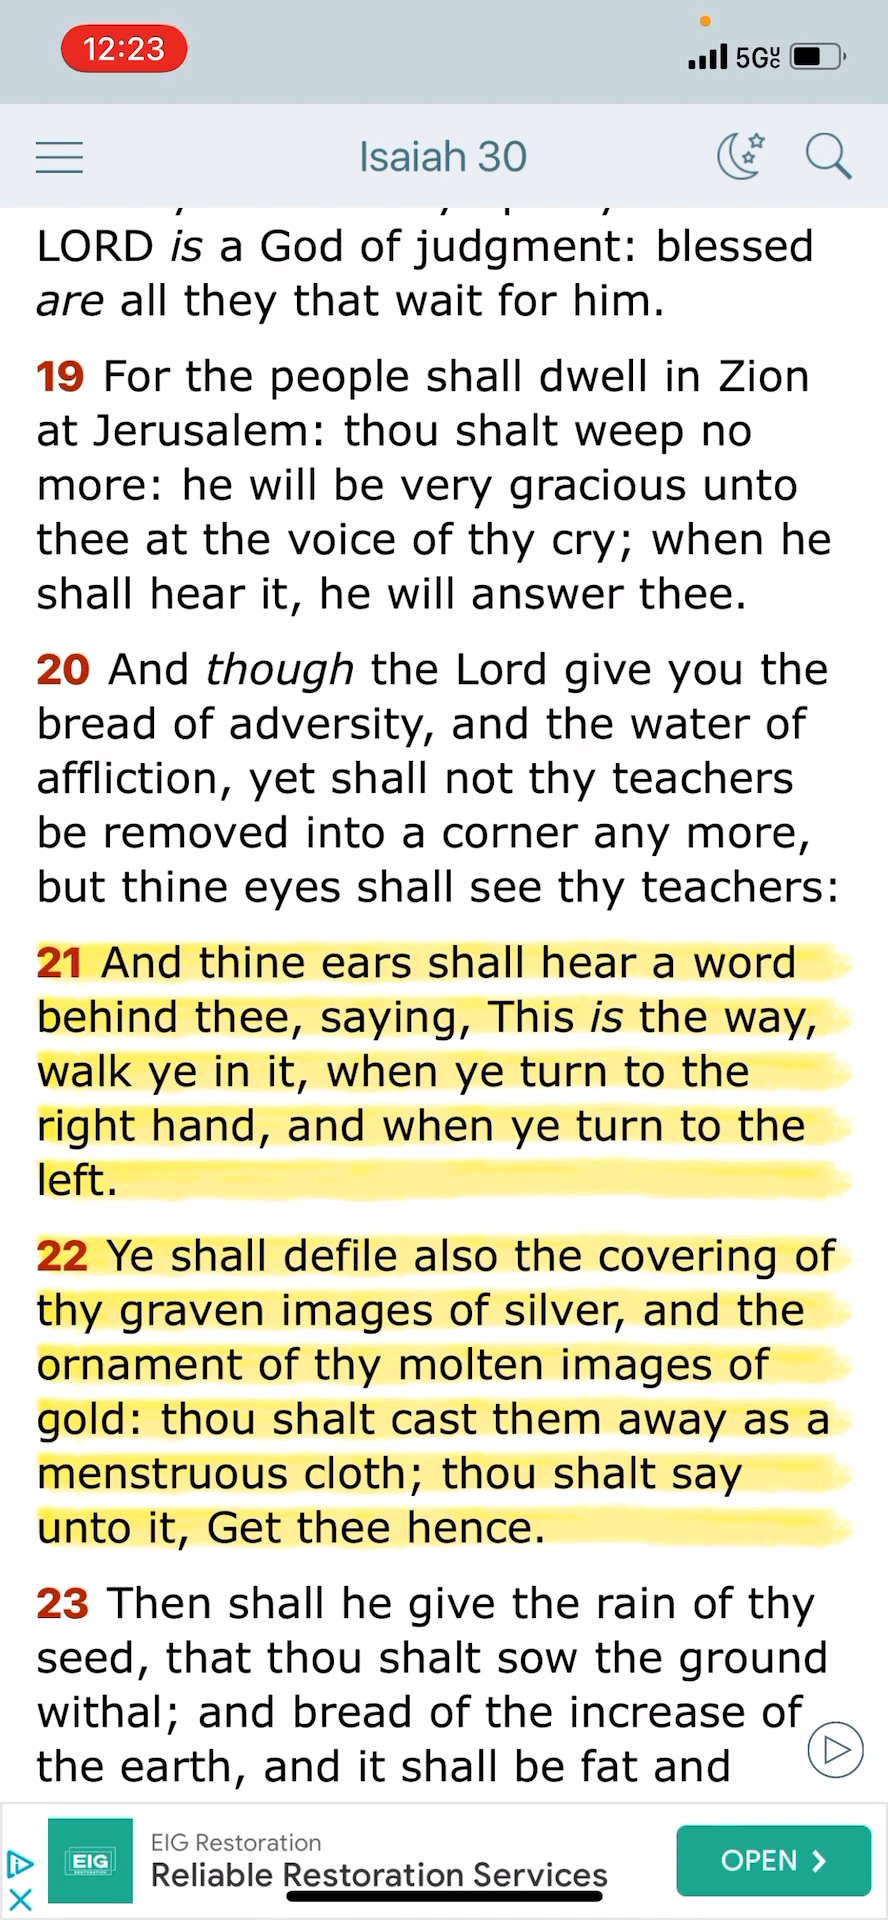 12:23
5GUC
Isaiah 30
LORD is a God of judgment: blessed
are all they that wait for him.
19 For the people shall dwell in Zion
at Jerusalem: thou shalt weep no
more: he will be very gracious unto
thee at the voice of thy cry; when he
shall hear it, he will answer thee.
20 And though the Lord give you the
bread of adversity, and the water of
affliction, yet shall not thy teachers
be removed into a corner any more,
but thine eyes shall see thy teachers:
21 And thine ears shall hear a word
behind thee, saying, This is the way,
walk ye in it, when ye turn to the
right hand, and when ye turn to the
left.
22 Ye shall defile also the covering of
thy graven images of silver, and the
ornament of thy molten images of
gold: thou shalt cast them away as a
menstruous cloth; thou shalt say
unto it, Get thee hence.
23 Then shall he give the rain of thy
seed, that thou shalt sow the ground
withal; and bread of the increase of
the earth, and it shall be fat and
EIG
RESTORATION
EIG Restoration
Reliable Restoration Services
OPEN